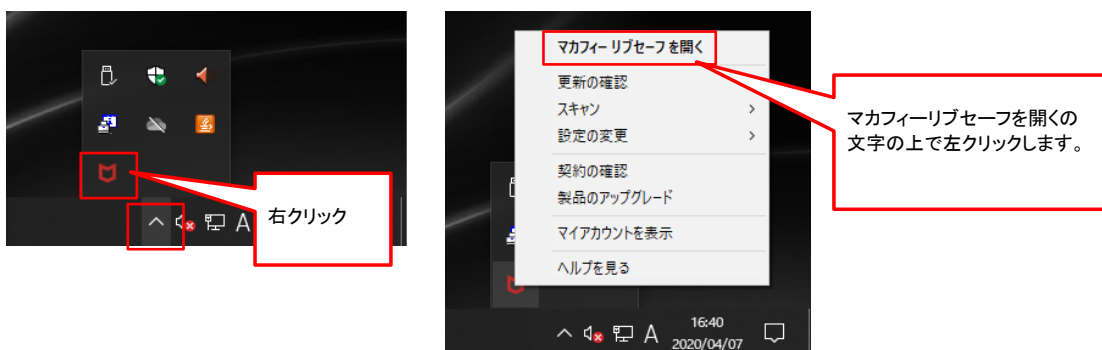 右クリック
A
マカフィー リブセーフ を開く
更新の確認
スキャン
設定の変更
契約の確認
製品のアップグレード
マイアカウントを表示
ヘルプを見る
A
16:40
2020/04/07
マカフィーリブセーフを開くの
文字の上で左クリックします。